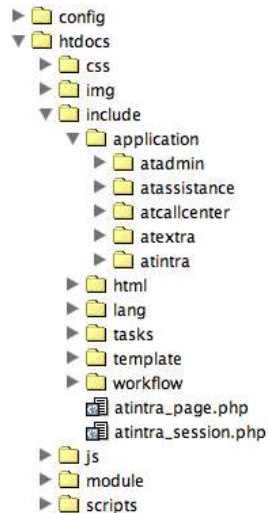 config
htdocs
css
img
include
application
atadmin
atassistance
atcallcenter
atextra
atintra
html
lang
tasks
template
workflow
atintra_page.php
atintra_session.php
js
module
scripts